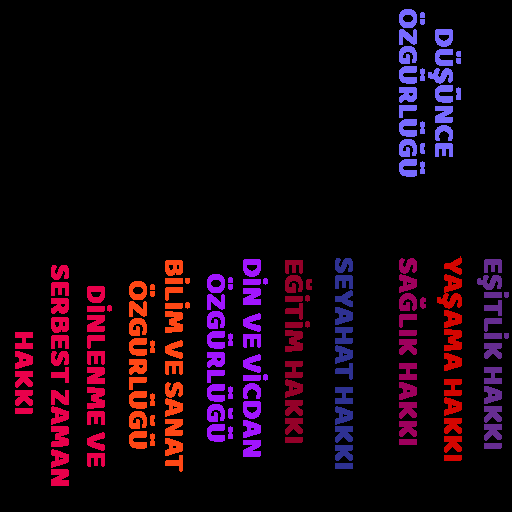 DÜŞÜNCE
ÖZGÜRLÜĞÜ
EŞİTLİK HAKKI
YAŞAMA HAKKI
SAĞLIK HAKKI
SEYAHAT HAKKI
EĞİTİM HAKKI
DİN VE VİCDAN
ÖZGÜRLÜĞÜ
BİLİM VE SANAT
ÖZGÜRLÜĞÜ
DİNLENME VE
SERBEST ZAMAN
HAKKI